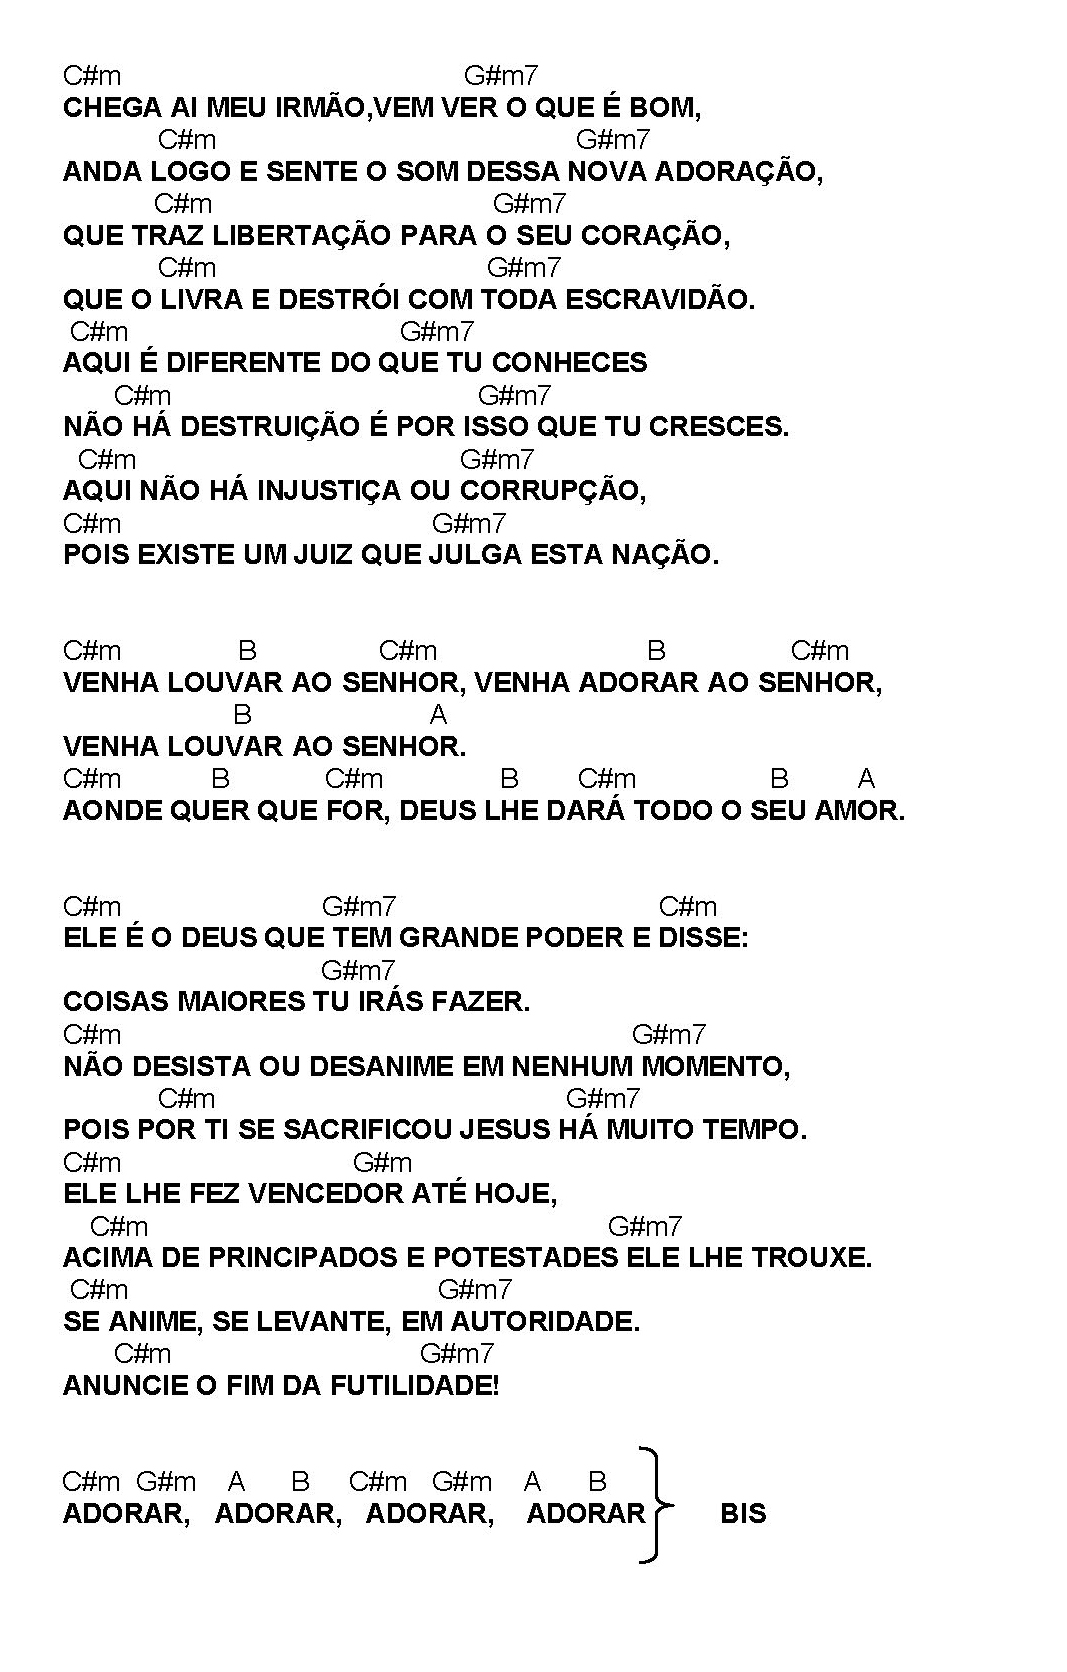 C#m G#m7
CHEGA AI MEU IRMÃO,VEM VER O QUE É BOM,
C#m G#m7
ANDA LOGO E SENTE O SOM DESSA NOVA ADORAÇÃO,
C#m G#m7
QUE TRAZ LIBERTAÇÃO PARA O SEU CORAÇÃO,
C#m G#m7
QUE O LIVRA E DESTRÓI COM TODA ESCRAVIDÃO.
C#m G#m7
AQUI É DIFERENTE DO QUE TU CONHECES
C#m G#m7
NÃO HÁ DESTRUIÇÃO É POR ISSO QUE TU CRESCES.
C#m G#m7
AQUI NÃO HÁ INJUSTIÇA OU CORRUPÇÃO,
C#m G#m7
POIS EXISTE UM JUIZ QUE JULGA ESTA NAÇÃO.
C#m B C#m B C#m
VENHA LOUVAR AO SENHOR, VENHA ADORAR AO SENHOR,
B A
VENHA LOUVAR AO SENHOR.
C#m B C#m B C#m B A
AONDE QUER QUE FOR, DEUS LHE DARÁ TODO O SEU AMOR.
C#m G#m7 C#m
ELE É O DEUS QUE TEM GRANDE PODER E DISSE:
G#m7
COISAS MAIORES TU IRÁS FAZER.
C#m G#m7
NÃO DESISTA OU DESANIME EM NENHUM MOMENTO,
C#m G#m7
POIS POR TI SE SACRIFICOU JESUS HÁ MUITO TEMPO.
C#m G#m
ELE LHE FEZ VENCEDOR ATÉ HOJE,
C#m G#m7
ACIMA DE PRINCIPADOS E POTESTADES ELE LHE TROUXE.
C#m G#m7
SE ANIME, SE LEVANTE, EM AUTORIDADE.
C#m G#m7
ANUNCIE O FIM DA FUTILIDADE!
C#m G#m A B C#m G#m A B
ADORAR, ADORAR, ADORAR, ADORAR BIS